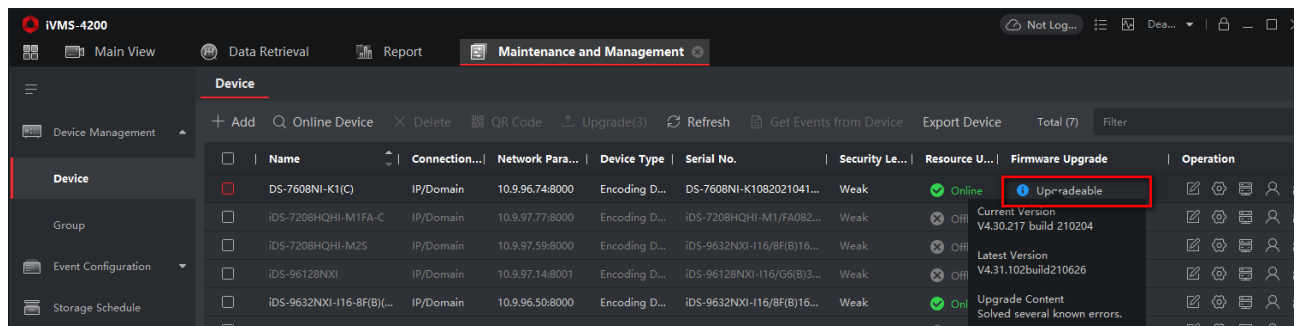 iVMS-4200
Not Log...
Dea...
Main View
Data Retrieval
Report
Maintenance and Management
Device
Device Management
Device
Group
Event Configuration
Storage Schedule
+ Add Online Device × Delete QR Code Upgrade(3) Refresh Get Events from Device Export Device Total (7) Filter
Name Connection... Network Para... Device Type Serial No. Security Le... Resource U... Firmware Upgrade Operation
DS-7608NI-K1(C) IP/Domain 10.9.96.74:8000 Encoding D... DS-7608NI-K1082021041... Weak Online Upgradeable
iDS-7208HQHI-M1FA-C IP/Domain 10.9.97.77:8000 Encoding D... iDS-7208HQHI-M1/FA082... Weak Off
iDS-7208HQHI-M2S IP/Domain 10.9.97.59:8000 Encoding D... iDS-9632NXI-I16/8F(B)16... Weak Off
iDS-96128NXI IP/Domain 10.9.97.14:8001 Encoding D... iDS-96128NXI-I16/G6(B)3... Weak Off
iDS-9632NXI-I16-8F(B)(... IP/Domain 10.9.96.50:8000 Encoding D... iDS-9632NXI-I16/8F(B)16... Weak Onl
Current Version
V4.30.217 build 210204
Latest Version
V4.31.102build210626
Upgrade Content
Solved several known errors.